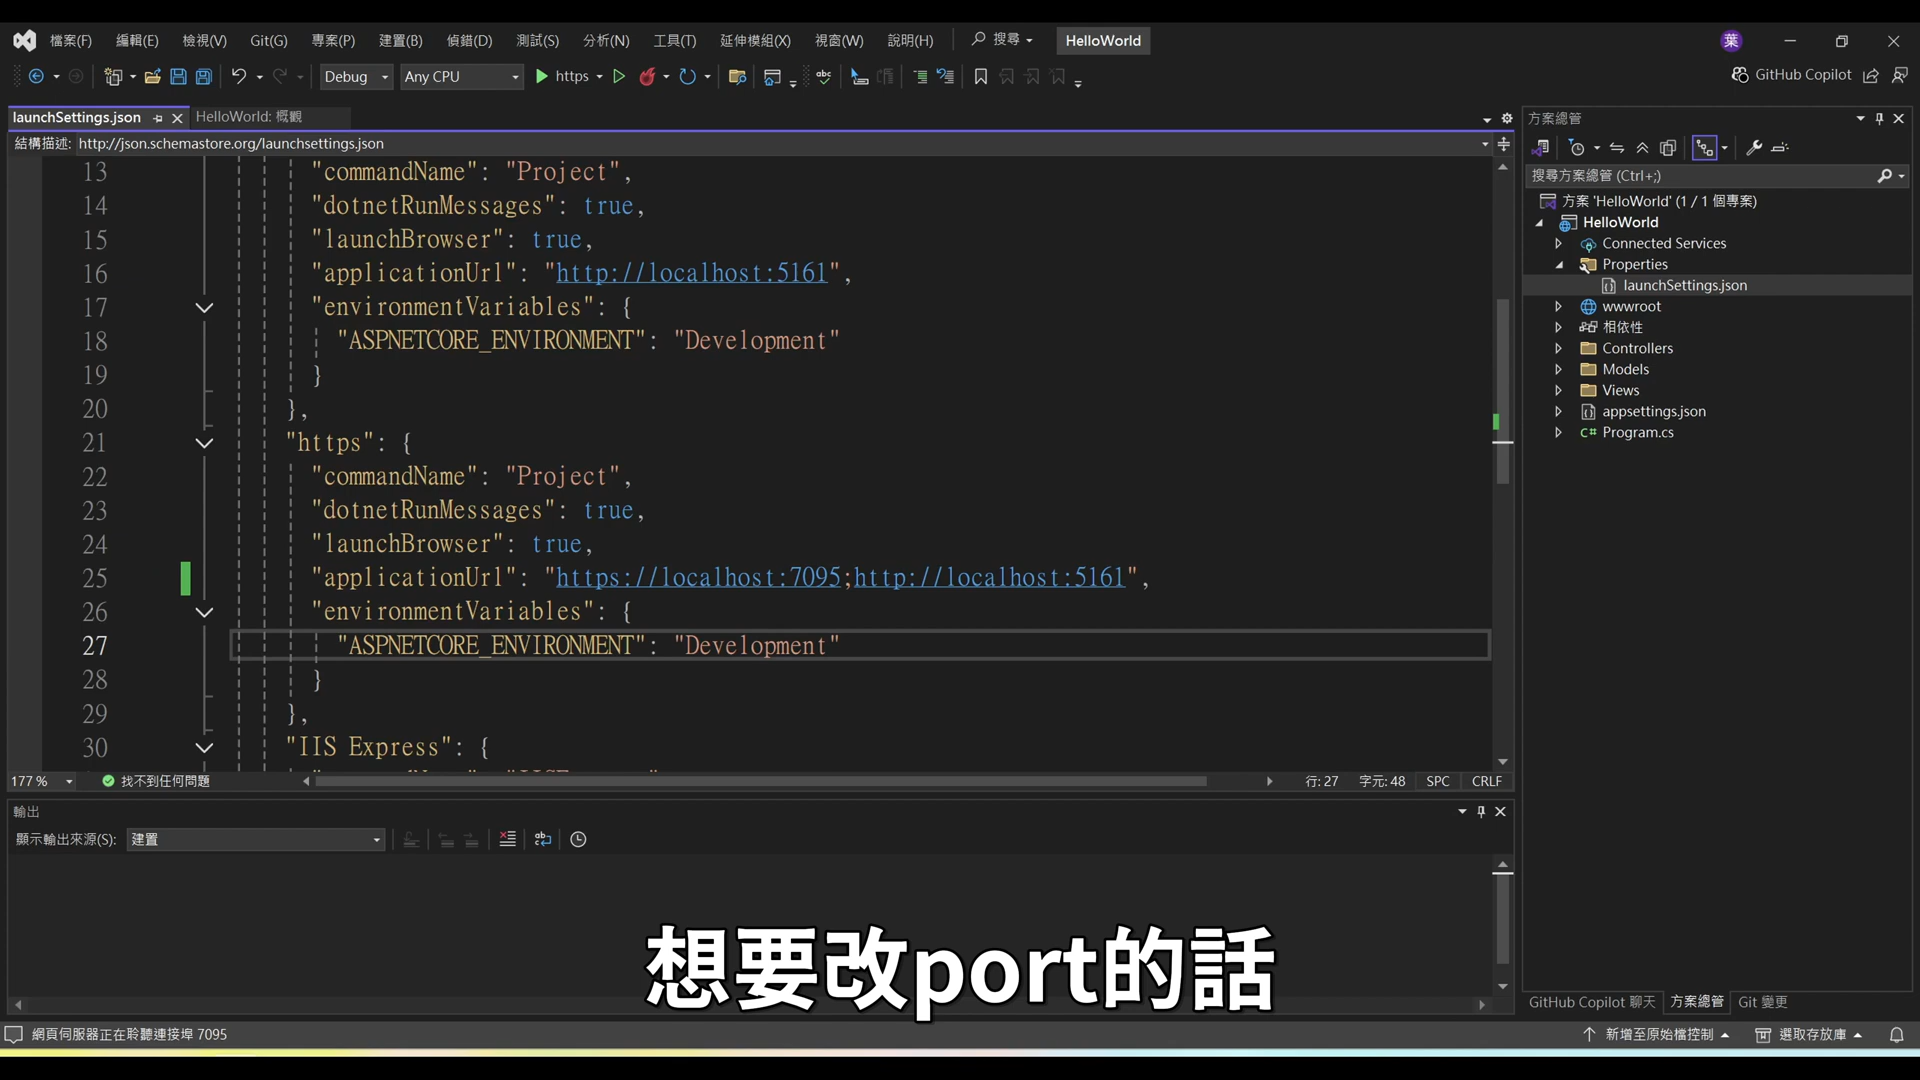 檔案(F) 編輯(E) 檢視(V) Git(G) 專案(P) 建置(B) 偵錯(D) 測試(S) 分析(N) 工具(T) 延伸模組(X) 視窗(W) 說明(H) 搜尋 HelloWorld 葉
Debug Any CPU https GitHub Copilot
launchSettings.json HelloWorld: 概觀
結構描述: http://json.schemastore.org/launchsettings.json
13 "commandName": "Project",
14 "dotnetRunMessages": true,
15 "launchBrowser": true,
16 "applicationUrl": "http://localhost:5161",
17 "environmentVariables": {
18 "ASPNETCORE_ENVIRONMENT": "Development"
19 }
20 },
21 "https": {
22 "commandName": "Project",
23 "dotnetRunMessages": true,
24 "launchBrowser": true,
25 "applicationUrl": "https://localhost:7095;http://localhost:5161",
26 "environmentVariables": {
27 "ASPNETCORE_ENVIRONMENT": "Development"
28 }
29 },
30 "IIS Express": {
177 % 找不到任何問題 行: 27 字元: 48 SPC CRLF
輸出
顯示輸出來源(S): 建置
方案總管
搜尋方案總管 (Ctrl+;)
方案 'HelloWorld' (1 / 1 個專案)
HelloWorld
Connected Services
Properties
launchSettings.json
wwwroot
相依性
Controllers
Models
Views
appsettings.json
C# Program.cs
GitHub Copilot 聊天 方案總管 Git 變更
想要改port的話
網頁伺服器正在聆聽連接埠 7095 新增至原始檔控制 選取存放庫